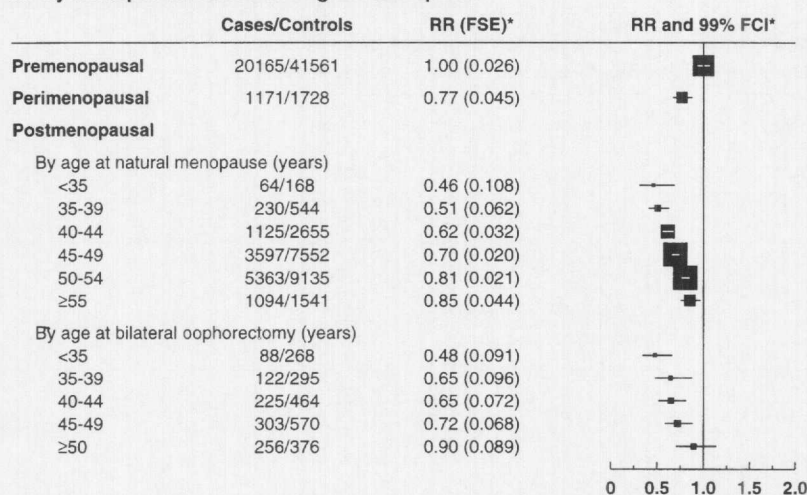 Cases/Controls RR (FSE)* RR and 99% FCI*
Premenopausal 20165/41561 1.00 (0.026)
Perimenopausal 1171/1728 0.77 (0.045)
Postmenopausal
By age at natural menopause (years)
<35 64/168 0.46 (0.108)
35-39 230/544 0.51 (0.062)
40-44 1125/2655 0.62 (0.032)
45-49 3597/7552 0.70 (0.020)
50-54 5363/9135 0.81 (0.021)
≥55 1094/1541 0.85 (0.044)
By age at bilateral oophorectomy (years)
<35 88/268 0.48 (0.091)
35-39 122/295 0.65 (0.096)
40-44 225/464 0.65 (0.072)
45-49 303/570 0.72 (0.068)
≥50 256/376 0.90 (0.089)
0 0.5 1.0 1.5 2.0